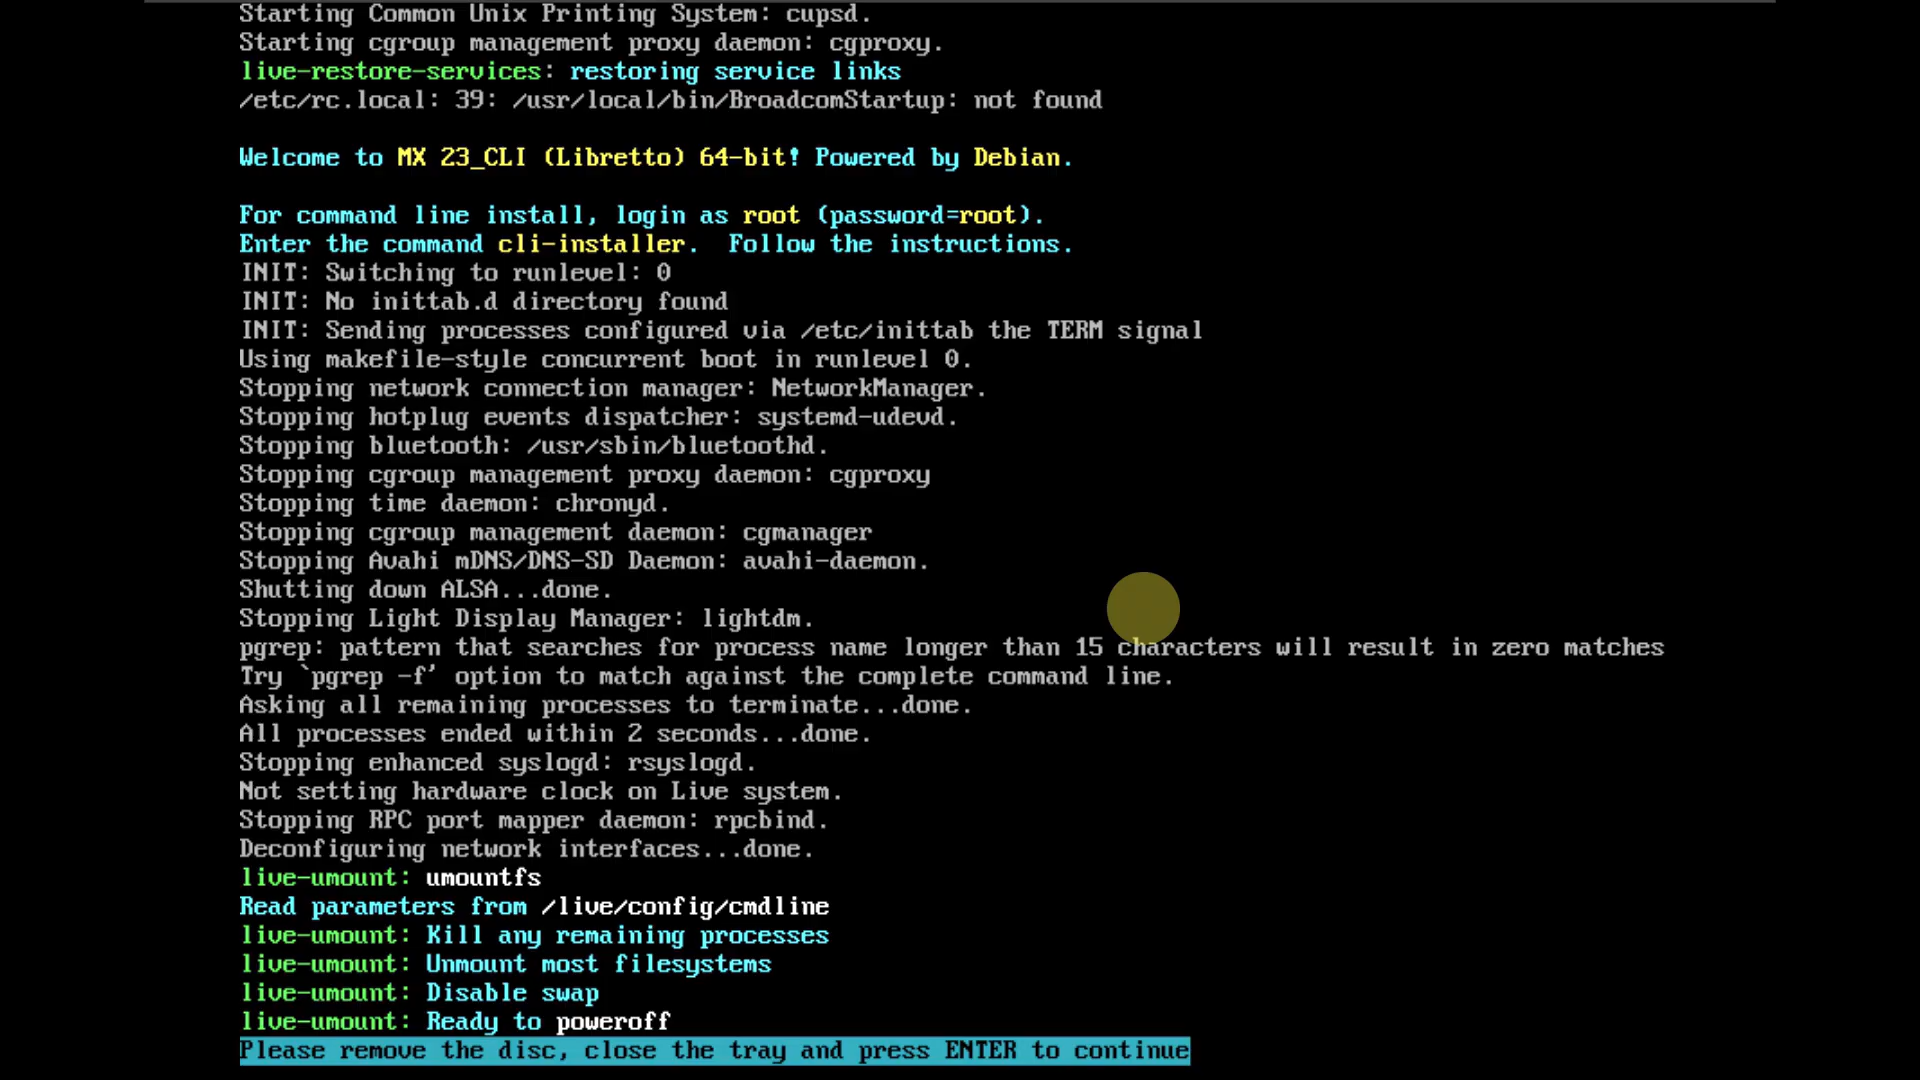 Starting Common Unix Printing System: cupsd.
Starting cgroup management proxy daemon: cgproxy.
live-restore-services: restoring service links
/etc/rc.local: 39: /usr/local/bin/BroadcomStartup: not found
Welcome to MX 23_CLI (Libretto) 64-bit! Powered by Debian.
For command line install, login as root (password=root).
Enter the command cli-installer.  Follow the instructions.
INIT: Switching to runlevel: 0
INIT: No inittab.d directory found
INIT: Sending processes configured via /etc/inittab the TERM signal
Using makefile-style concurrent boot in runlevel 0.
Stopping network connection manager: NetworkManager.
Stopping hotplug events dispatcher: systemd-udevd.
Stopping bluetooth: /usr/sbin/bluetoothd.
Stopping cgroup management proxy daemon: cgproxy
Stopping time daemon: chronyd.
Stopping cgroup management daemon: cgmanager
Stopping Avahi mDNS/DNS-SD Daemon: avahi-daemon.
Shutting down ALSA...done.
Stopping Light Display Manager: lightdm.
pgrep: pattern that searches for process name longer than 15 characters will result in zero matches
Try `pgrep -f' option to match against the complete command line.
Asking all remaining processes to terminate...done.
All processes ended within 2 seconds...done.
Stopping enhanced syslogd: rsyslogd.
Not setting hardware clock on Live system.
Stopping RPC port mapper daemon: rpcbind.
Deconfiguring network interfaces...done.
live-umount: umountfs
Read parameters from /live/config/cmdline
live-umount: Kill any remaining processes
live-umount: Unmount most filesystems
live-umount: Disable swap
live-umount: Ready to poweroff
Please remove the disc, close the tray and press ENTER to continue